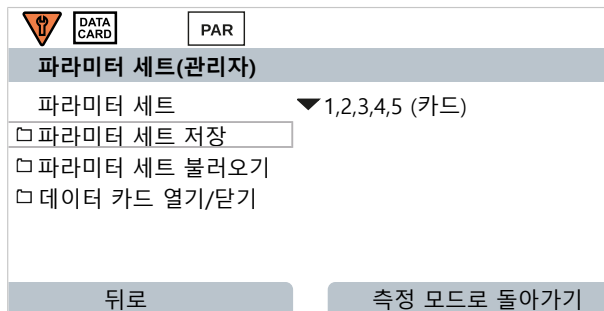 DATA
CARD
PAR
파라미터 세트(관리자)
파라미터 세트 1,2,3,4,5 (카드)
파라미터 세트 저장
파라미터 세트 불러오기
데이터 카드 열기/닫기
뒤로 측정 모드로 돌아가기